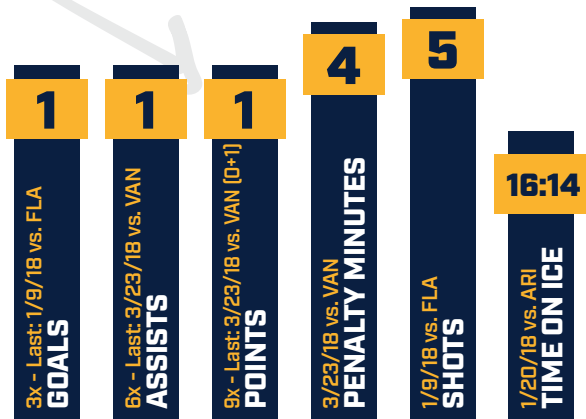 1
3x - Last: 1/9/18 vs. FLA
GOALS
1
6x - Last: 3/23/18 vs. VAN
ASSISTS
1
9x - Last: 3/23/18 vs. VAN (0+1)
POINTS
4
3/23/18 vs. VAN
PENALTY MINUTES
5
1/9/18 vs. FLA
SHOTS
16:14
1/20/18 vs. ARI
TIME ON ICE